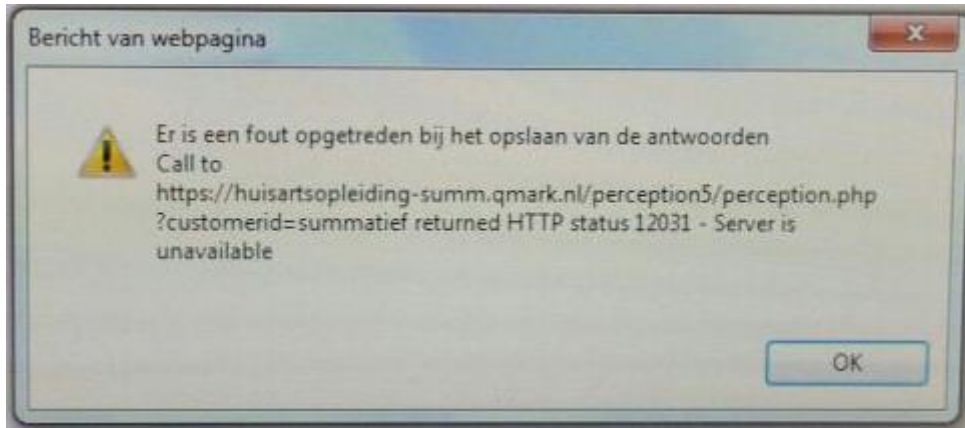 Bericht van webpagina
Er is een fout opgetreden bij het opslaan van de antwoorden
Call to
https://huisartsopleiding-summ.qmark.nl/perception5/perception.php
?customerid=summatief returned HTTP status 12031 - Server is
unavailable
OK